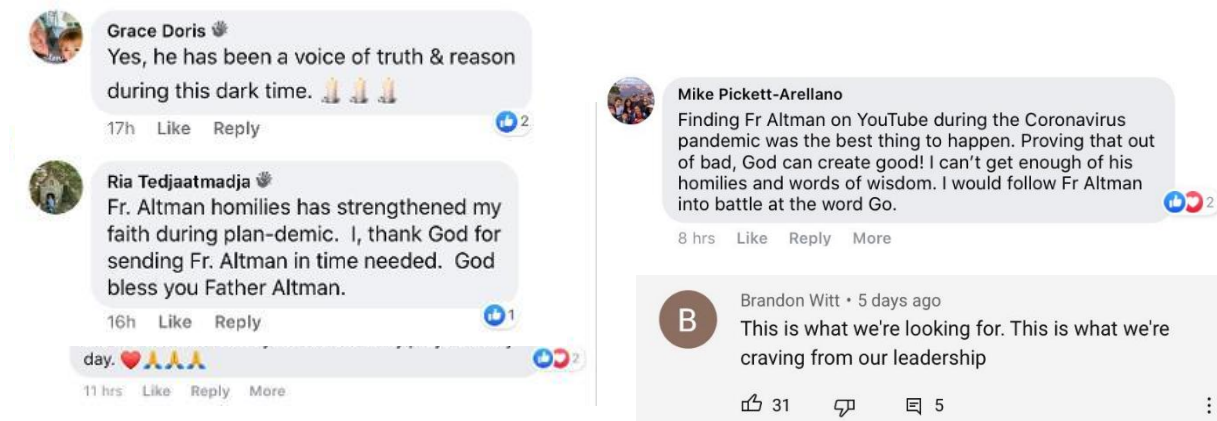 Grace Doris
Yes, he has been a voice of truth & reason
during this dark time. 🕯️🕯️🕯️
2
17h Like Reply
Ria Tedjaatmadja
Fr. Altman homilies has strengthened my
faith during plan-demic. I, thank God for
sending Fr. Altman in time needed. God
bless you Father Altman.
1
16h Like Reply
day. ❤️🙏🙏🙏
2
11 hrs Like Reply More
Mike Pickett-Arellano
Finding Fr Altman on YouTube during the Coronavirus
pandemic was the best thing to happen. Proving that out
of bad, God can create good! I can't get enough of his
homilies and words of wisdom. I would follow Fr Altman
into battle at the word Go.
2
8 hrs Like Reply More
B
Brandon Witt • 5 days ago
This is what we're looking for. This is what we're
craving from our leadership
31 5